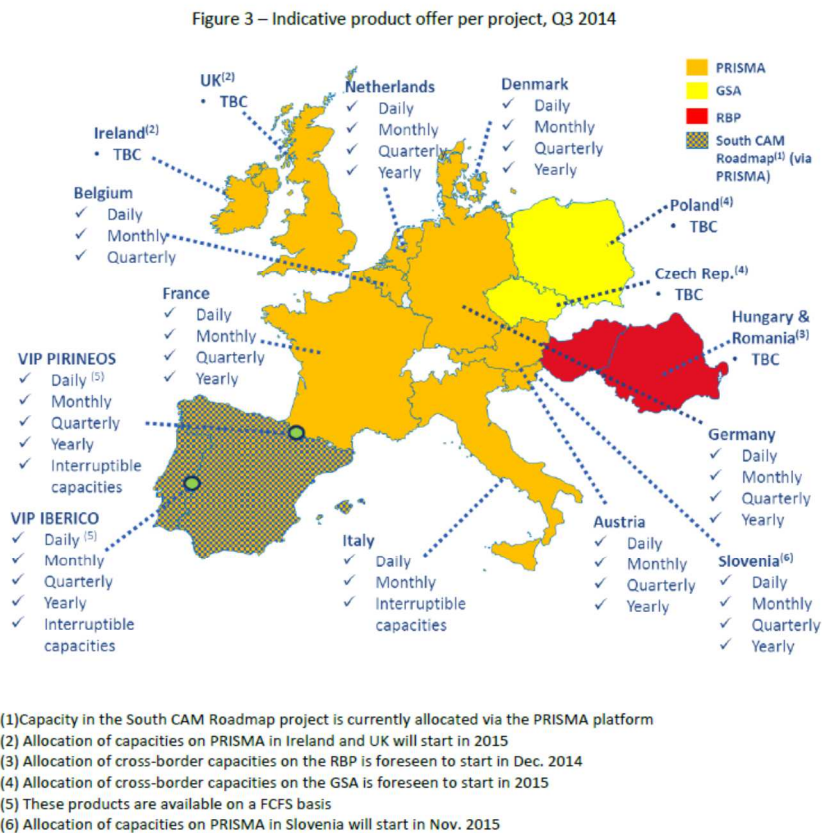 Figure 3 – Indicative product offer per project, Q3 2014
PRISMA
GSA
RBP
South CAM
Roadmap(1) (via
PRISMA)
UK(2)
• TBC
Netherlands
✓ Daily
✓ Monthly
✓ Quarterly
✓ Yearly
Denmark
✓ Daily
✓ Monthly
✓ Quarterly
✓ Yearly
Ireland(2)
• TBC
Belgium
✓ Daily
✓ Monthly
✓ Quarterly
Poland(4)
• TBC
Czech Rep.(4)
• TBC
France
✓ Daily
✓ Monthly
✓ Quarterly
✓ Yearly
Hungary &
Romania(3)
• TBC
VIP PIRINEOS
✓ Daily (5)
✓ Monthly
✓ Quarterly
✓ Yearly
✓ Interruptible
capacities
Germany
✓ Daily
✓ Monthly
✓ Quarterly
✓ Yearly
VIP IBERICO
✓ Daily (5)
✓ Monthly
✓ Quarterly
✓ Yearly
✓ Interruptible
capacities
Italy
✓ Daily
✓ Monthly
✓ Interruptible
capacities
Austria
✓ Daily
✓ Monthly
✓ Quarterly
✓ Yearly
Slovenia(6)
✓ Daily
✓ Monthly
✓ Quarterly
✓ Yearly
(1)Capacity in the South CAM Roadmap project is currently allocated via the PRISMA platform
(2) Allocation of capacities on PRISMA in Ireland and UK will start in 2015
(3) Allocation of cross-border capacities on the RBP is foreseen to start in Dec. 2014
(4) Allocation of cross-border capacities on the GSA is foreseen to start in 2015
(5) These products are available on a FCFS basis
(6) Allocation of capacities on PRISMA in Slovenia will start in Nov. 2015